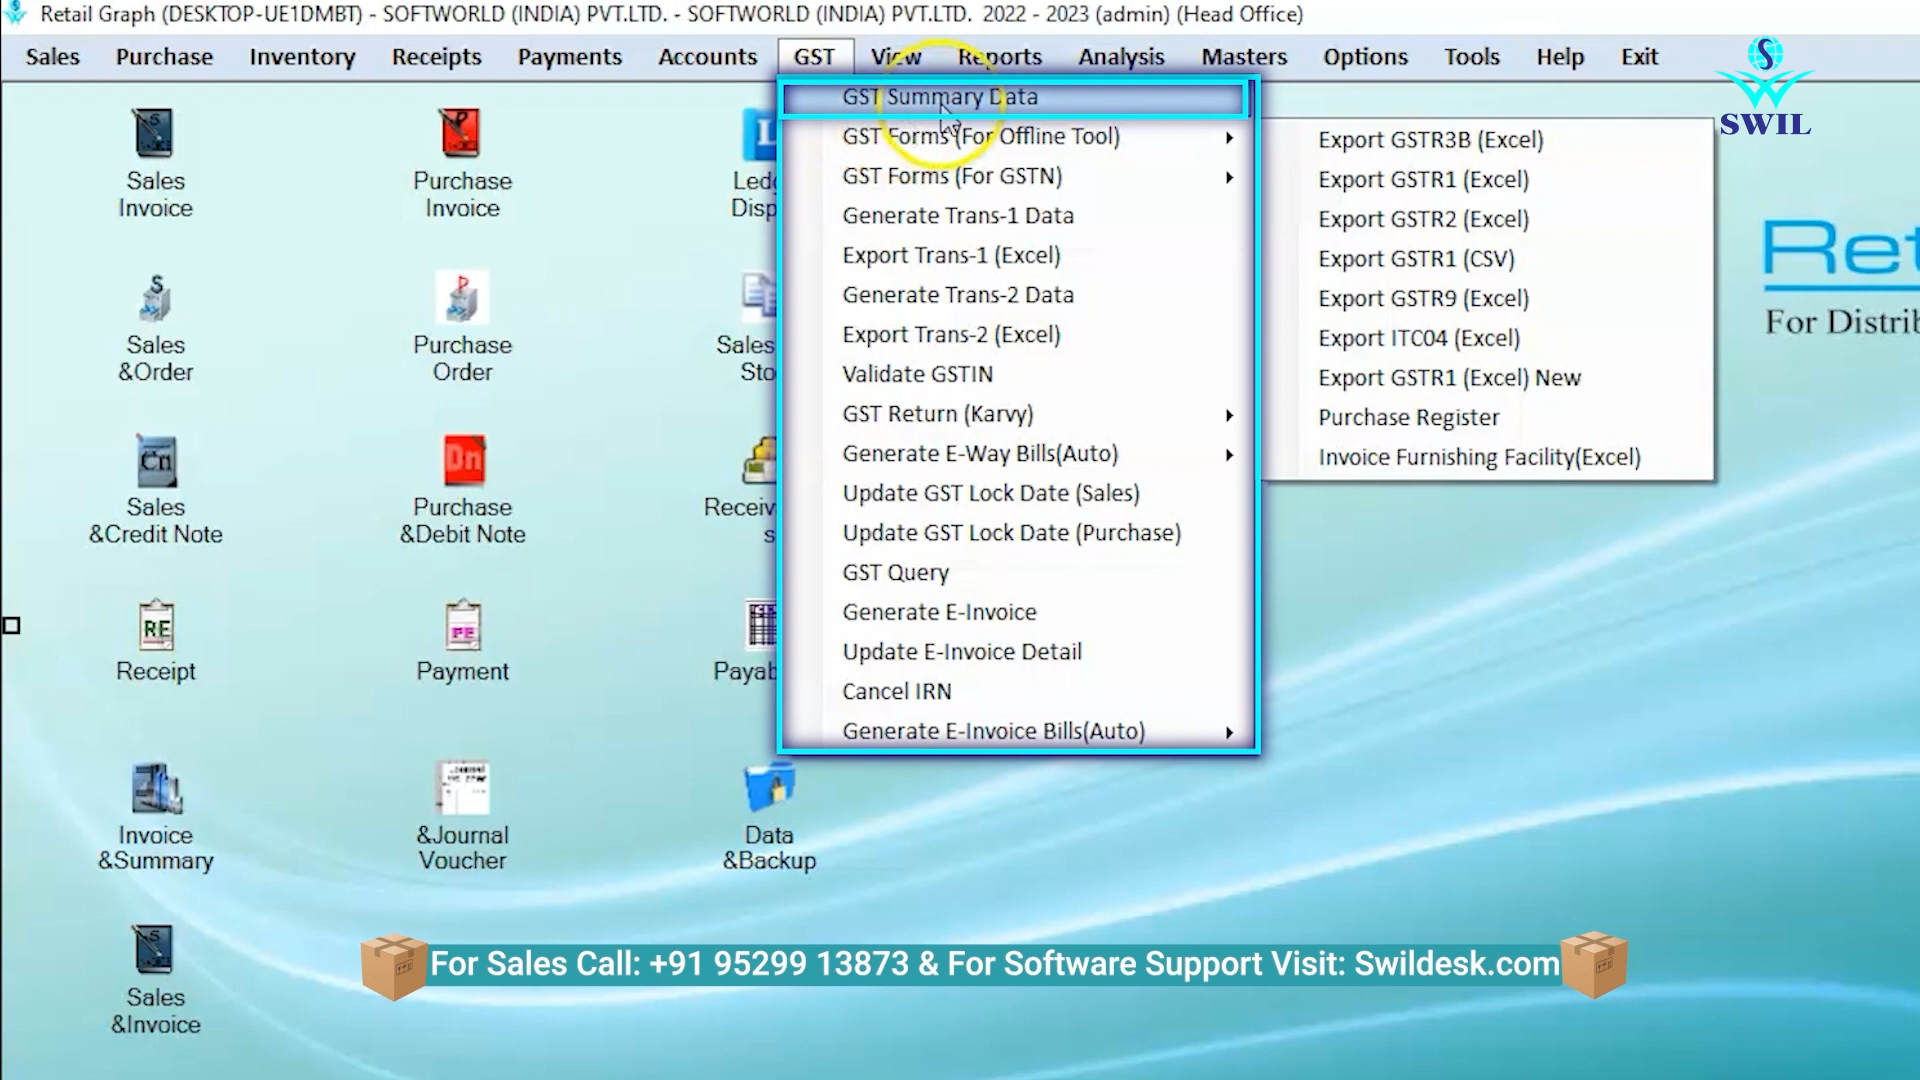 Retail Graph (DESKTOP-UE1DMBT) - SOFTWORLD (INDIA) PVT.LTD. - SOFTWORLD (INDIA) PVT.LTD. 2022 - 2023 (admin) (Head Office)
Sales Purchase Inventory Receipts Payments Accounts GST View Reports Analysis Masters Options Tools Help Exit
S
SWIL
GST Summary Data
GST Forms (For Offline Tool)
GST Forms (For GSTN)
Generate Trans-1 Data
Export Trans-1 (Excel)
Generate Trans-2 Data
Export Trans-2 (Excel)
Validate GSTIN
GST Return (Karvy)
Generate E-Way Bills(Auto)
Update GST Lock Date (Sales)
Update GST Lock Date (Purchase)
GST Query
Generate E-Invoice
Update E-Invoice Detail
Cancel IRN
Generate E-Invoice Bills(Auto)
Export GSTR3B (Excel)
Export GSTR1 (Excel)
Export GSTR2 (Excel)
Export GSTR1 (CSV)
Export GSTR9 (Excel)
Export ITC04 (Excel)
Export GSTR1 (Excel) New
Purchase Register
Invoice Furnishing Facility(Excel)
S
Sales
Invoice
P
Purchase
Invoice
L
Led
Disp
S
Sales
&Order
P
Purchase
Order
Sales
Sto
Cn
Sales
&Credit Note
Dn
Purchase
&Debit Note
Receiv
s
RE
Receipt
PE
Payment
Payab
Invoice
&Summary
&Journal
Voucher
Data
&Backup
S
Sales
&Invoice
Ret
For Distrib
For Sales Call: +91 95299 13873 & For Software Support Visit: Swildesk.com